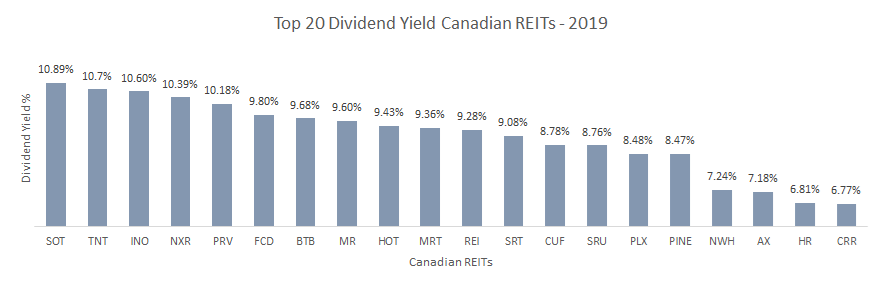 Top 20 Dividend Yield Canadian REITs - 2019
Dividend Yield %
10.89% 10.7% 10.60% 10.39% 10.18% 9.80% 9.68% 9.60% 9.43% 9.36% 9.28% 9.08% 8.78% 8.76% 8.48% 8.47% 7.24% 7.18% 6.81% 6.77%
SOT TNT INO NXR PRV FCD BTB MR HOT MRT REI SRT CUF SRU PLX PINE NWH AX HR CRR
Canadian REITs